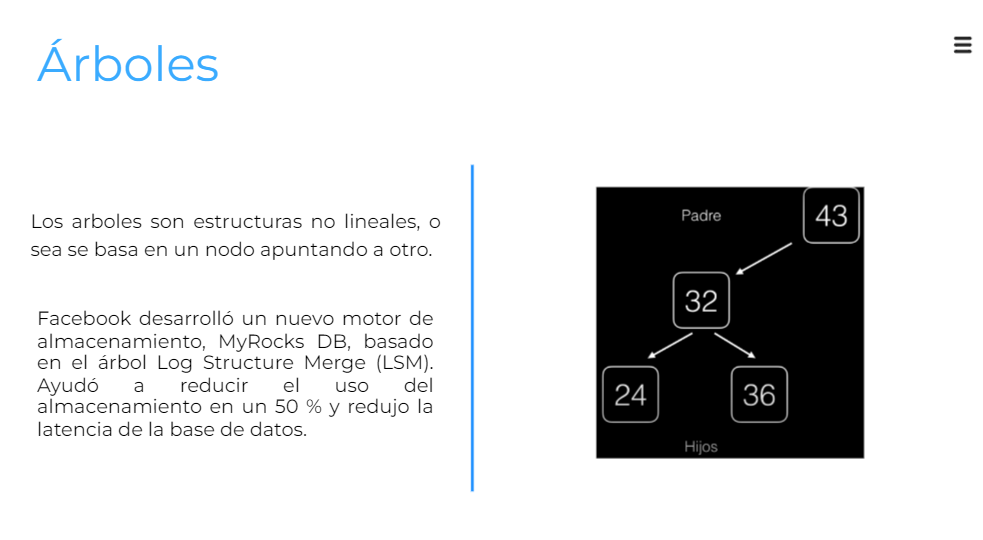 Árboles
Los arboles son estructuras no lineales, o
sea se basa en un nodo apuntando a otro.
Facebook desarrolló un nuevo motor de
almacenamiento, MyRocks DB, basado
en el árbol Log Structure Merge (LSM).
Ayudó a reducir el uso del
almacenamiento en un 50 % y redujo la
latencia de la base de datos.
Padre
43
32
24
36
Hijos